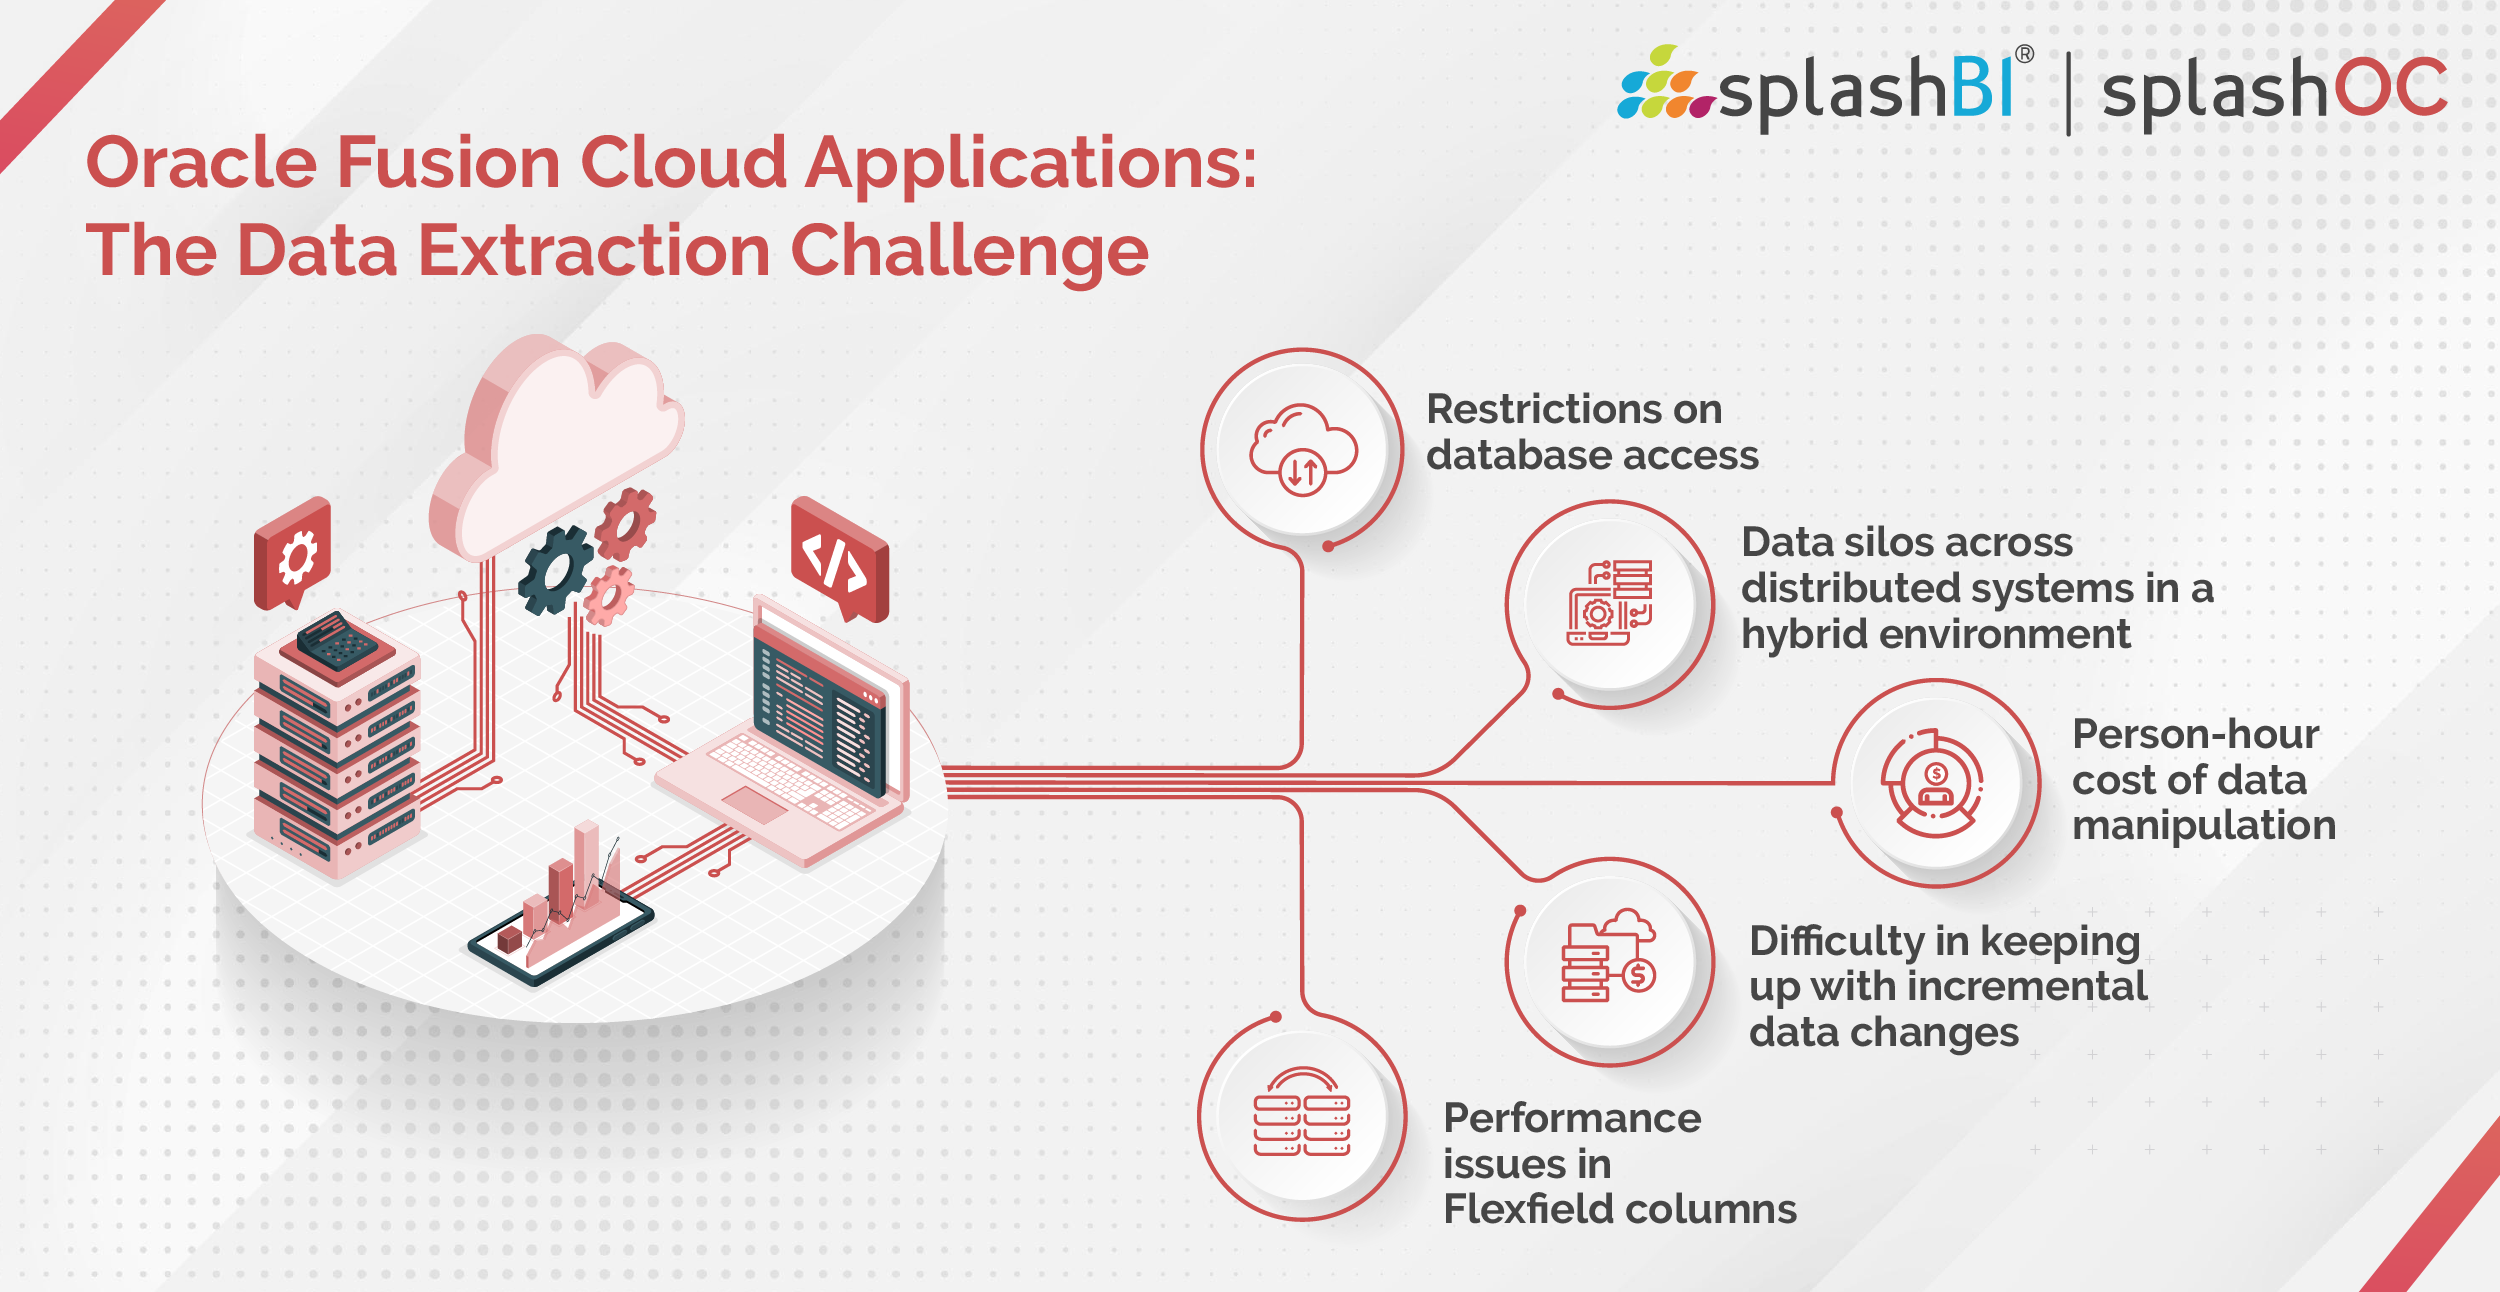 splashBI® | splashOC
Oracle Fusion Cloud Applications:
The Data Extraction Challenge
Restrictions on
database access
Data silos across
distributed systems in a
hybrid environment
Person-hour
cost of data
manipulation
Difficulty in keeping
up with incremental
data changes
Performance
issues in
Flexfield columns